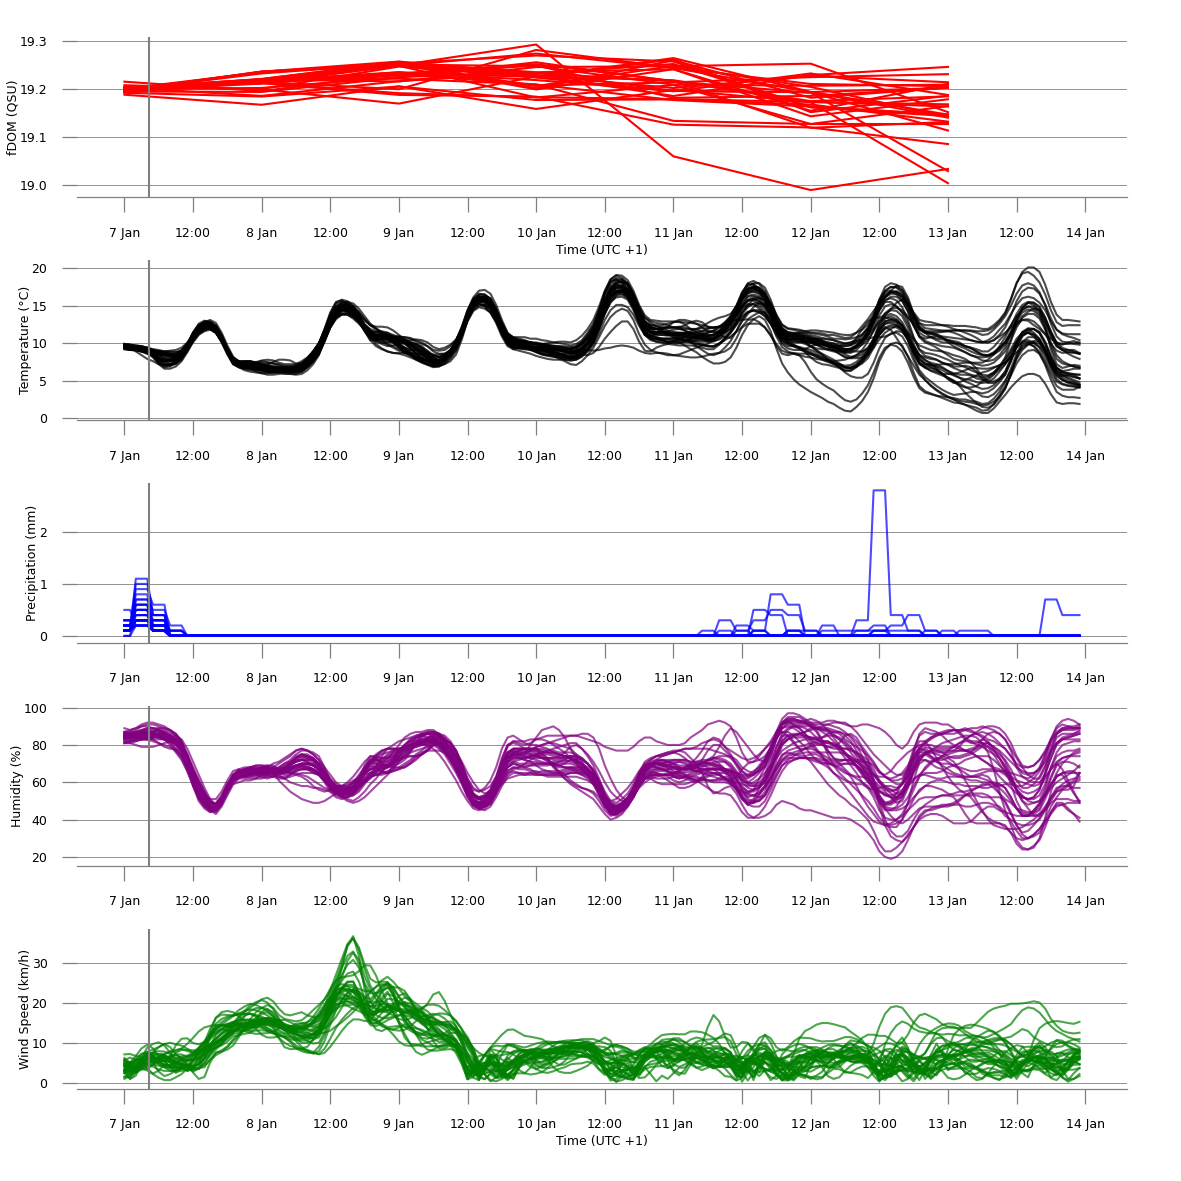 fDOM (QSU)
19.3
19.2
19.1
19.0
7 Jan 12:00 8 Jan 12:00 9 Jan 12:00 10 Jan 12:00 11 Jan 12:00 12 Jan 12:00 13 Jan 12:00 14 Jan
Time (UTC +1)
Temperature (°C)
20
15
10
5
0
7 Jan 12:00 8 Jan 12:00 9 Jan 12:00 10 Jan 12:00 11 Jan 12:00 12 Jan 12:00 13 Jan 12:00 14 Jan
Precipitation (mm)
2
1
0
7 Jan 12:00 8 Jan 12:00 9 Jan 12:00 10 Jan 12:00 11 Jan 12:00 12 Jan 12:00 13 Jan 12:00 14 Jan
Humidity (%)
100
80
60
40
20
7 Jan 12:00 8 Jan 12:00 9 Jan 12:00 10 Jan 12:00 11 Jan 12:00 12 Jan 12:00 13 Jan 12:00 14 Jan
Wind Speed (km/h)
30
20
10
0
7 Jan 12:00 8 Jan 12:00 9 Jan 12:00 10 Jan 12:00 11 Jan 12:00 12 Jan 12:00 13 Jan 12:00 14 Jan
Time (UTC +1)